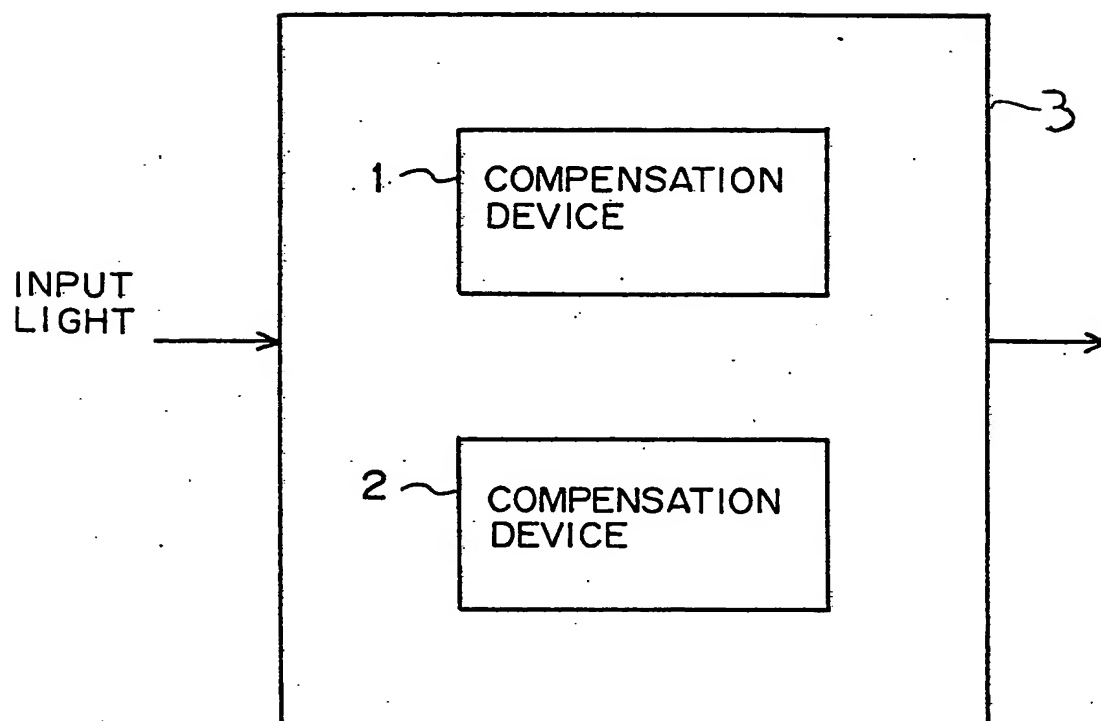 3
1 COMPENSATION
DEVICE
INPUT
LIGHT
2 COMPENSATION
DEVICE